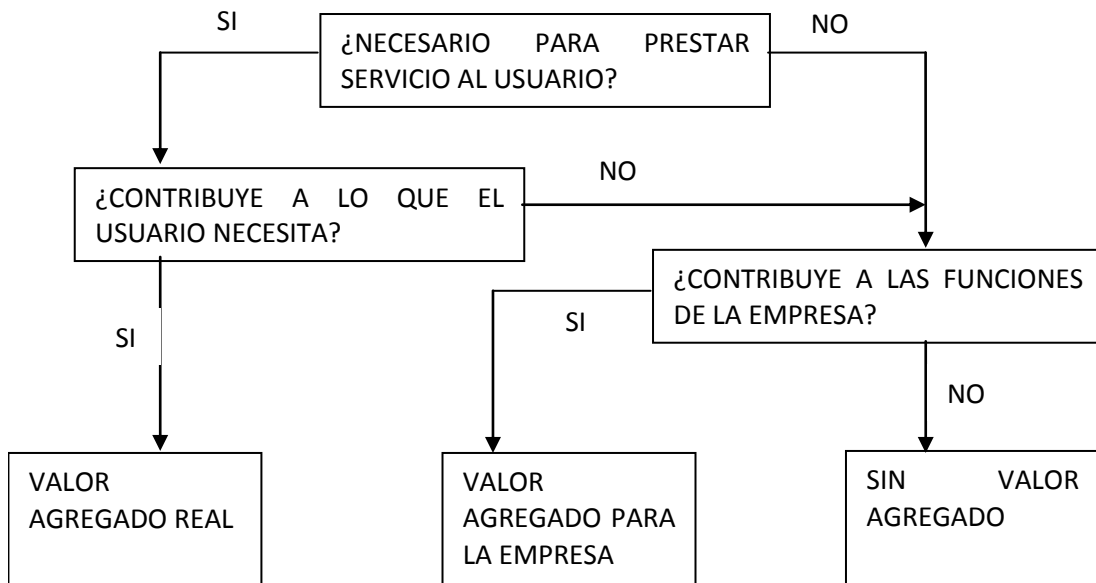 SI
¿NECESARIO PARA PRESTAR
SERVICIO AL USUARIO?
NO
¿CONTRIBUYE A LO QUE EL
USUARIO NECESITA?
NO
¿CONTRIBUYE A LAS FUNCIONES
DE LA EMPRESA?
SI
SI
NO
VALOR
AGREGADO REAL
VALOR
AGREGADO PARA
LA EMPRESA
SIN VALOR
AGREGADO